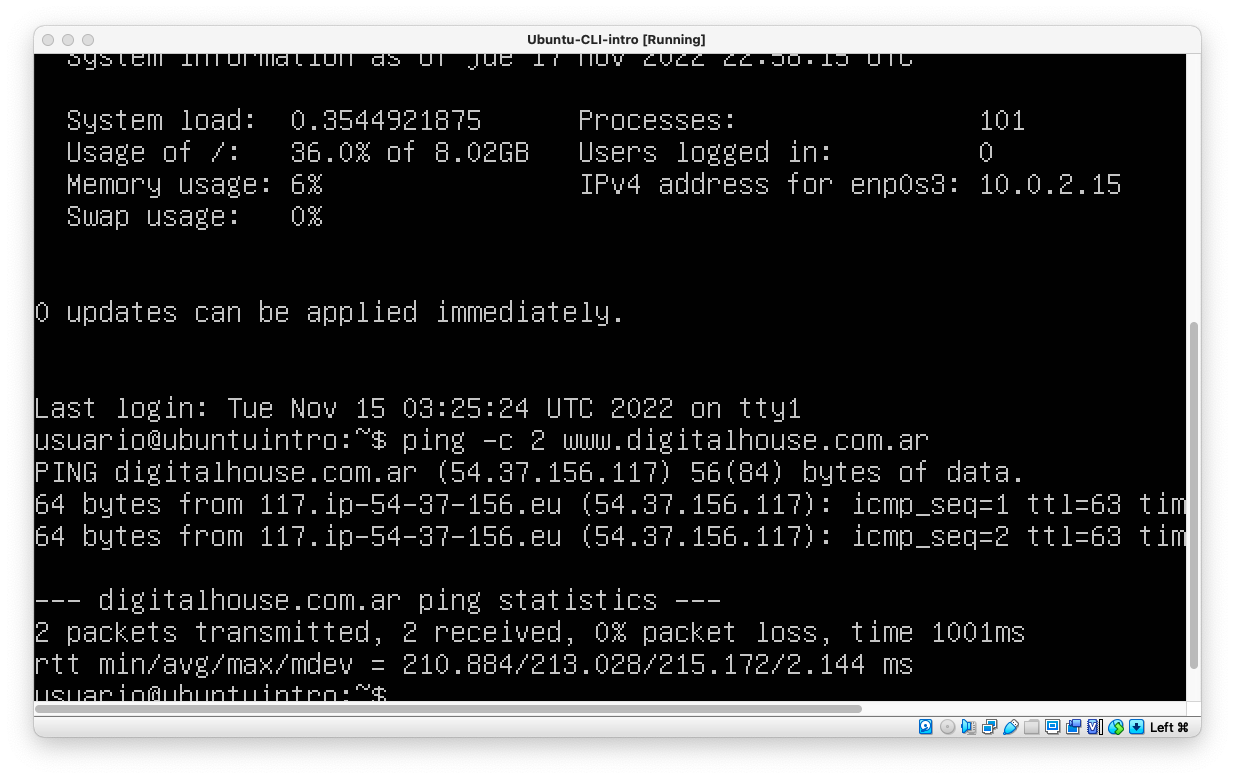 Ubuntu-CLI-intro [Running]
System information as of jue 17 nov 2022 22:58:15 UTC
System load: 0.3544921875 Processes: 101
Usage of /: 36.0% of 8.02GB Users logged in: 0
Memory usage: 6% IPv4 address for enp0s3: 10.0.2.15
Swap usage: 0%
0 updates can be applied immediately.
Last login: Tue Nov 15 03:25:24 UTC 2022 on tty1
usuario@ubuntuintro:~$ ping -c 2 www.digitalhouse.com.ar
PING digitalhouse.com.ar (54.37.156.117) 56(84) bytes of data.
64 bytes from 117.ip-54-37-156.eu (54.37.156.117): icmp_seq=1 ttl=63 tim
64 bytes from 117.ip-54-37-156.eu (54.37.156.117): icmp_seq=2 ttl=63 tim
--- digitalhouse.com.ar ping statistics ---
2 packets transmitted, 2 received, 0% packet loss, time 1001ms
rtt min/avg/max/mdev = 210.884/213.028/215.172/2.144 ms
usuario@ubuntuintro:~$
Left ⌘